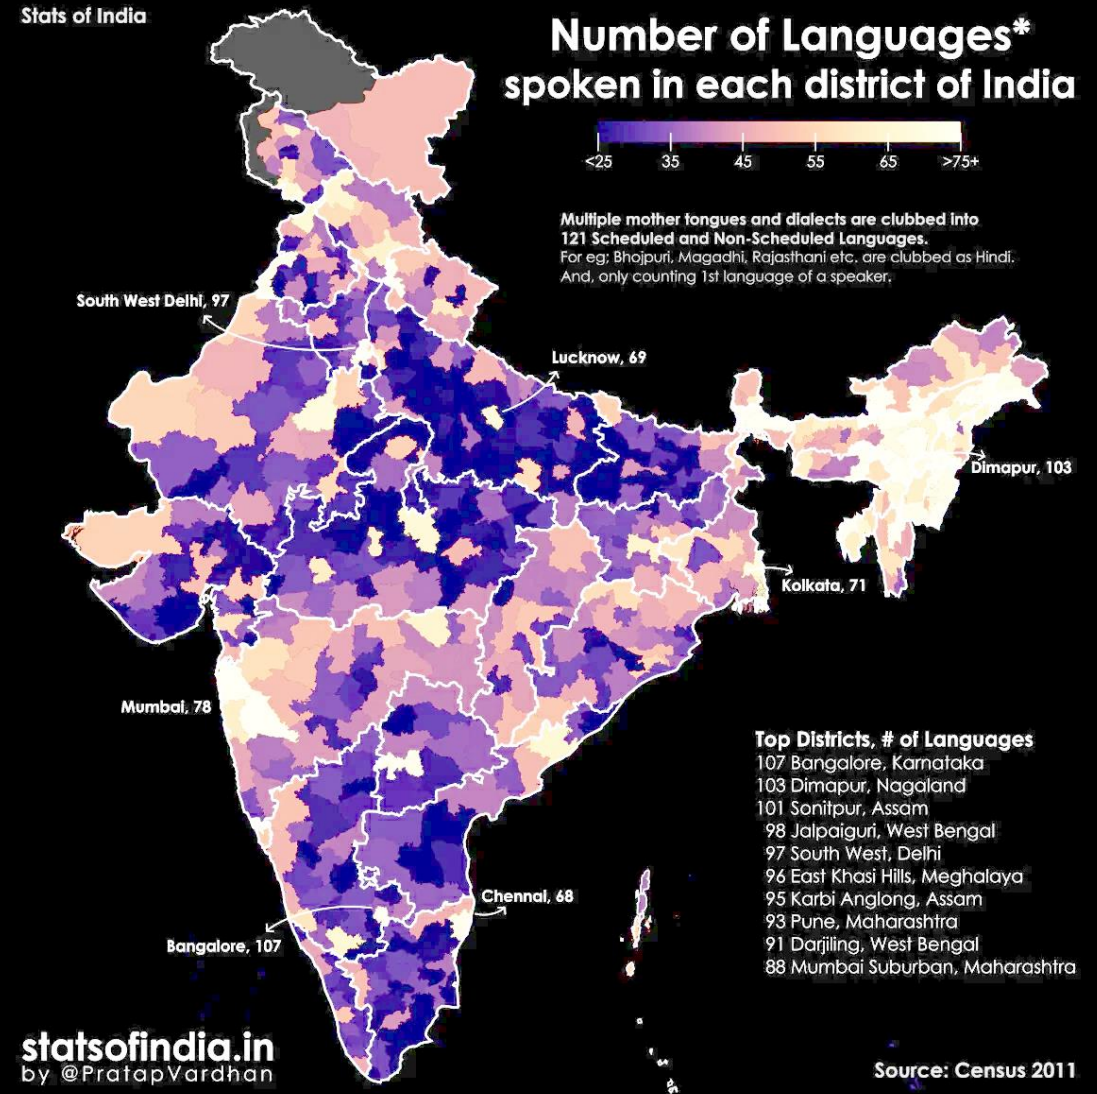 Stats of India
Number of Languages*
spoken in each district of India
<25 35 45 55 65 >75+
Multiple mother tongues and dialects are clubbed into
121 Scheduled and Non-Scheduled Languages.
For eg; Bhojpuri, Magadhi, Rajasthani etc. are clubbed as Hindi.
And, only counting 1st language of a speaker.
South West Delhi, 97
Lucknow, 69
Dimapur, 103
Kolkata, 71
Mumbai, 78
Top Districts, # of Languages
107 Bangalore, Karnataka
103 Dimapur, Nagaland
101 Sonitpur, Assam
98 Jalpaiguri, West Bengal
97 South West, Delhi
96 East Khasi Hills, Meghalaya
95 Karbi Anglong, Assam
93 Pune, Maharashtra
91 Darjiling, West Bengal
88 Mumbai Suburban, Maharashtra
Chennai, 68
Bangalore, 107
statsofindia.in
by @PratapVardhan
Source: Census 2011